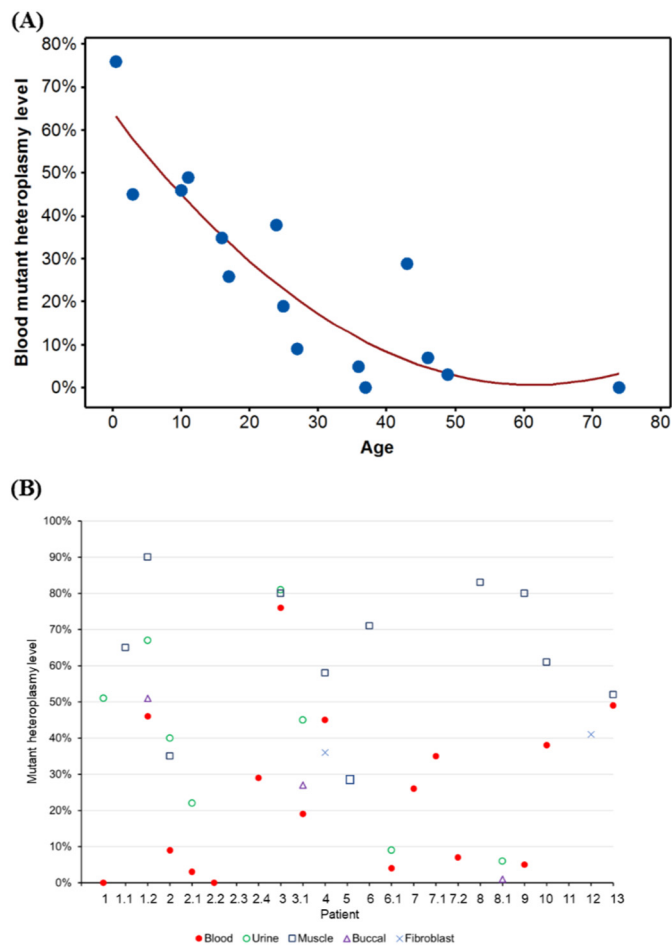 (A)
80%
70%
60%
50%
40%
30%
20%
10%
0%
Blood mutant heteroplasmy level
0 10 20 30 40 50 60 70 80
Age
(B)
100%
90%
80%
70%
60%
50%
40%
30%
20%
10%
0%
Mutant heteroplasmy level
1 1.1 1.2 2 2.1 2.2 2.3 2.4 3 3.1 4 5 6 6.1 7 7.1 7.2 8 8.1 9 10 11 12 13
Patient
Blood Urine Muscle Buccal Fibroblast